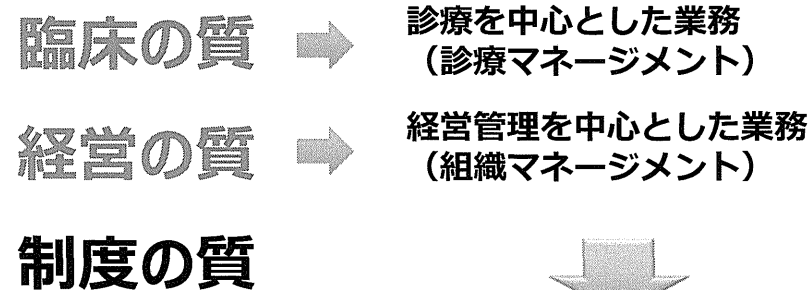 臨床の質
診療を中心とした業務
（診療マネージメント）
経営の質
経営管理を中心とした業務
（組織マネージメント）
制度の質